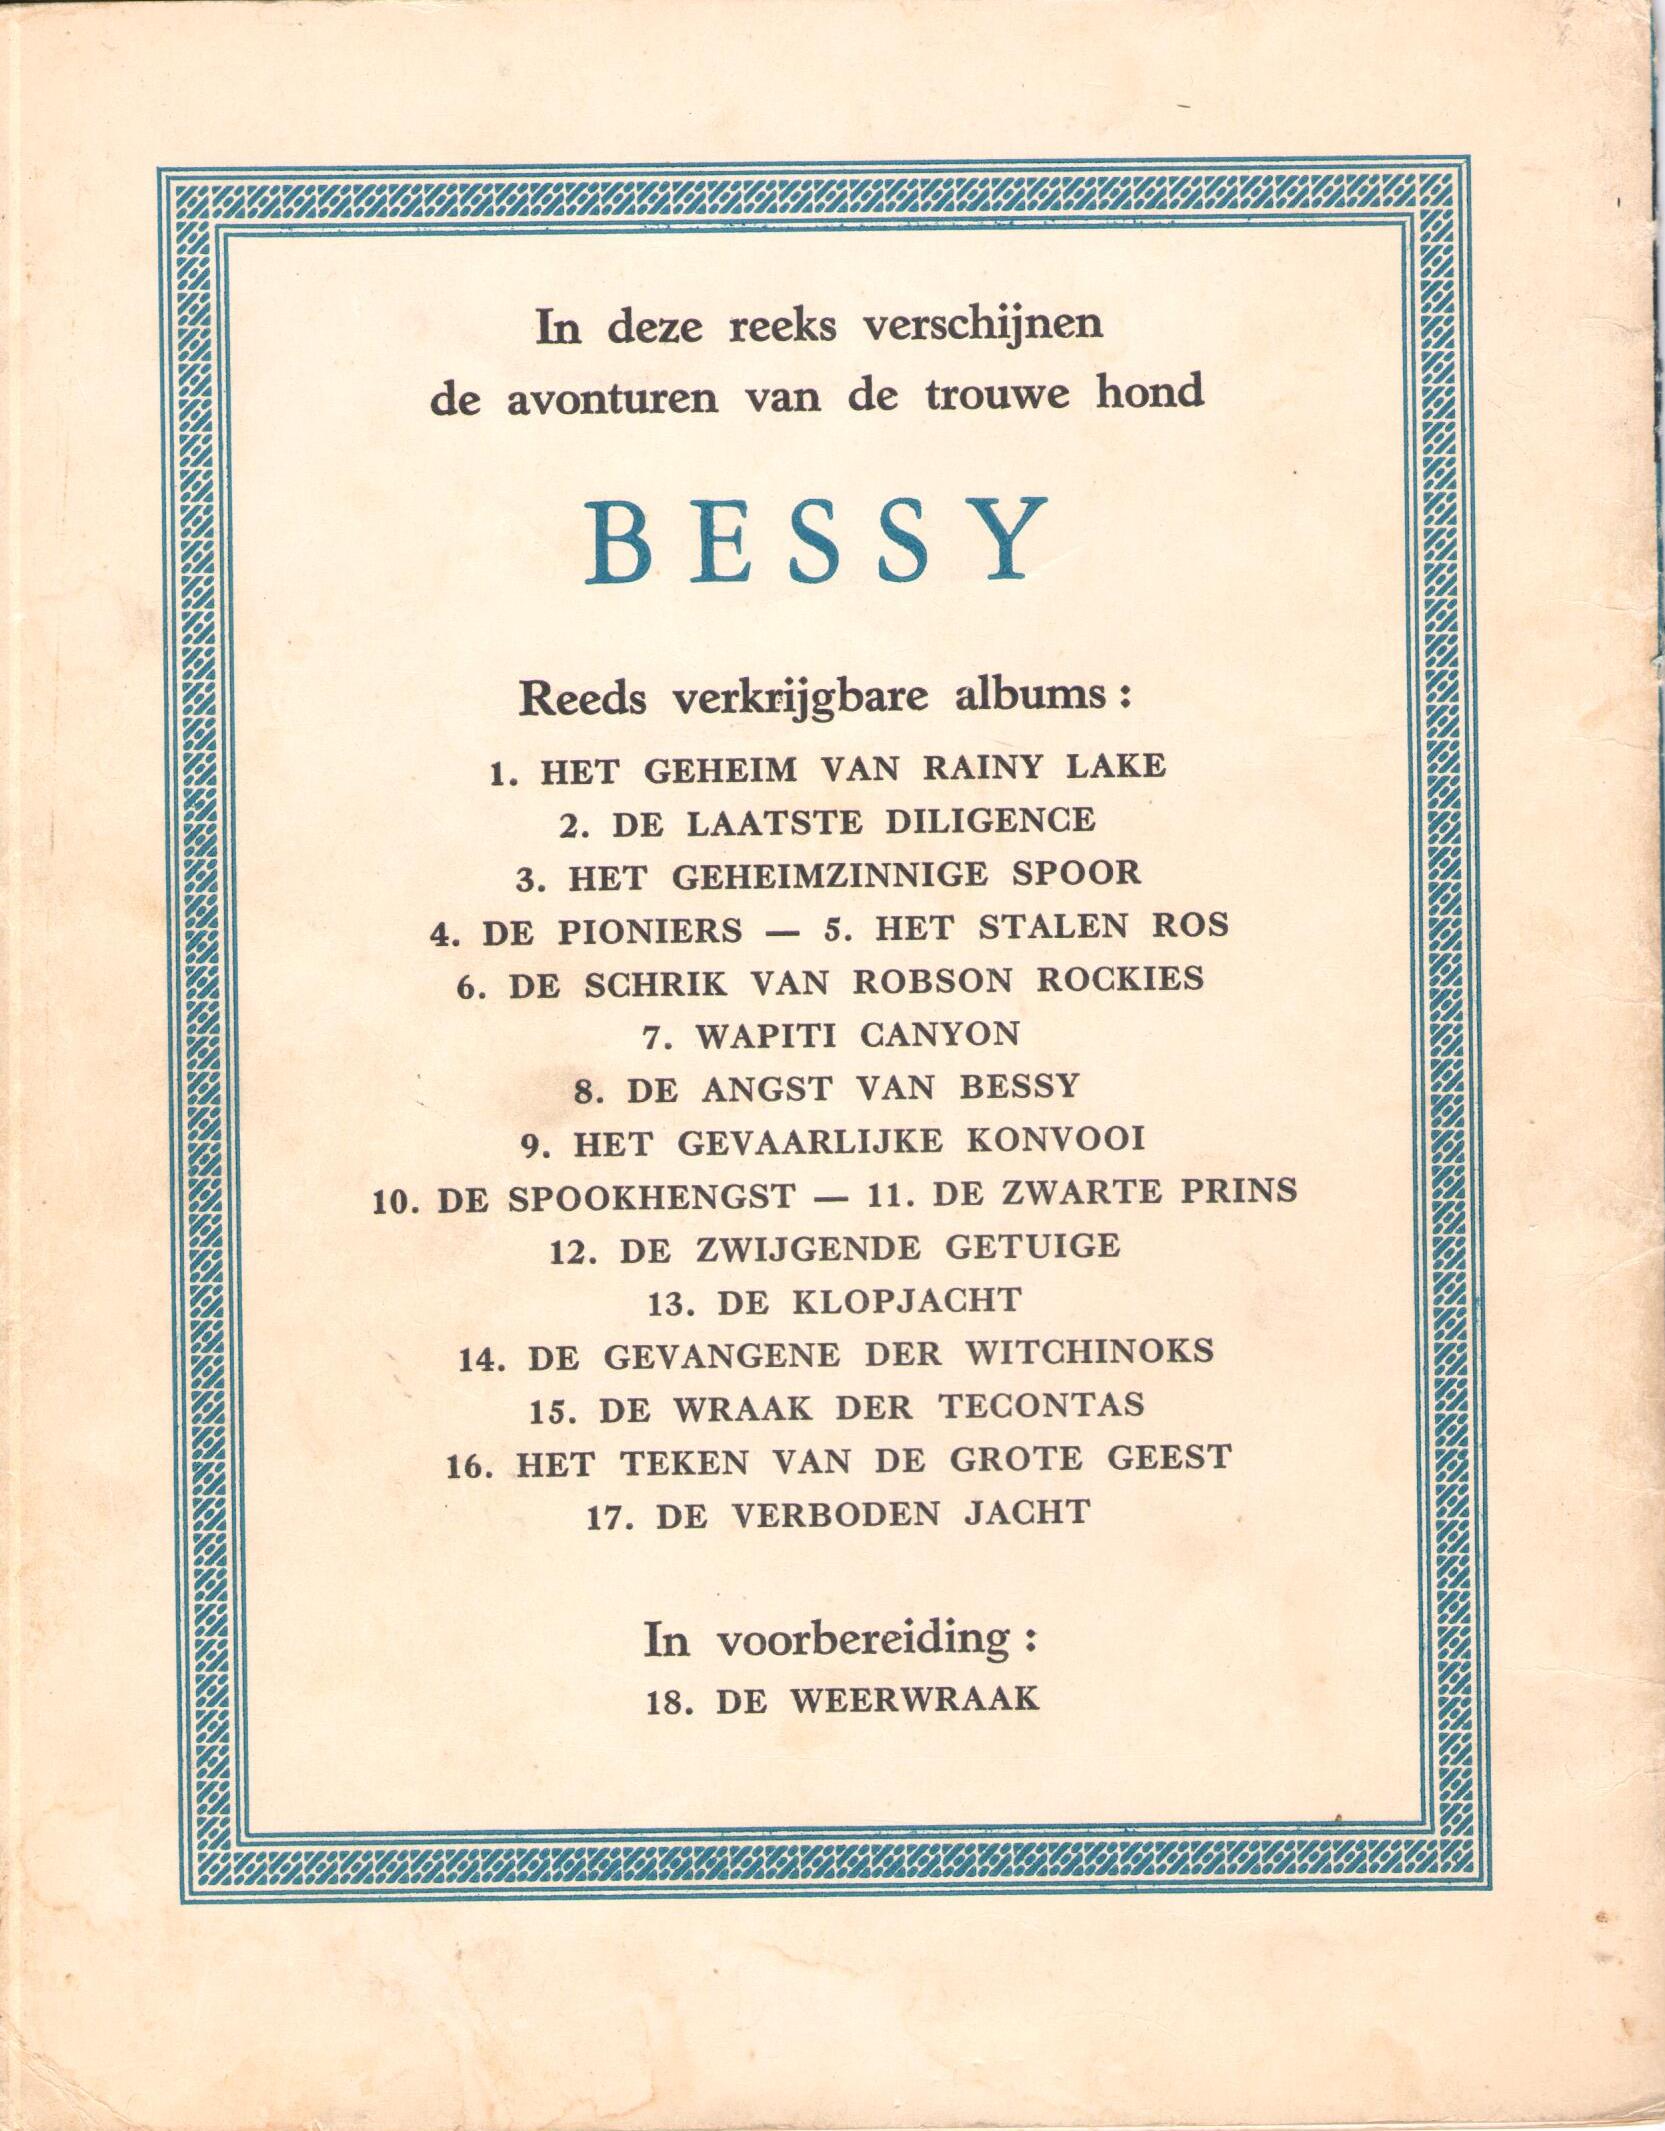 In deze reeks verschijnen
de avonturen van de trouwe hond
BESSY
Reeds verkrijgbare albums :
1. HET GEHEIM VAN RAINY LAKE
2. DE LAATSTE DILIGENCE
3. HET GEHEIMZINNIGE SPOOR
4. DE PIONIERS — 5. HET STALEN ROS
6. DE SCHRIK VAN ROBSON ROCKIES
7. WAPITI CANYON
8. DE ANGST VAN BESSY
9. HET GEVAARLIJKE KONVOOI
10. DE SPOOKHENGST — 11. DE ZWARTE PRINS
12. DE ZWIJGENDE GETUIGE
13. DE KLOPJACHT
14. DE GEVANGENE DER WITCHINOKS
15. DE WRAAK DER TECONTAS
16. HET TEKEN VAN DE GROTE GEEST
17. DE VERBODEN JACHT
In voorbereiding :
18. DE WEERWRAAK